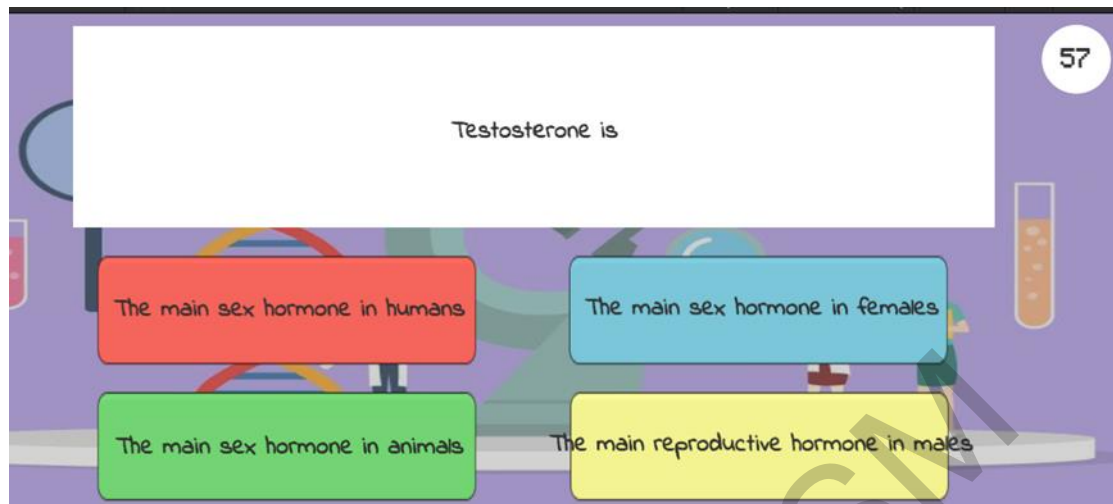 57
Testosterone is
The main sex hormone in humans
The main sex hormone in females
The main sex hormone in animals
The main reproductive hormone in males